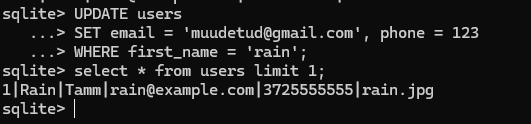 sqlite> UPDATE users
   ...> SET email = 'muudetud@gmail.com', phone = 123
   ...> WHERE first_name = 'rain';
sqlite> select * from users limit 1;
1|Rain|Tamm|rain@example.com|3725555555|rain.jpg
sqlite>